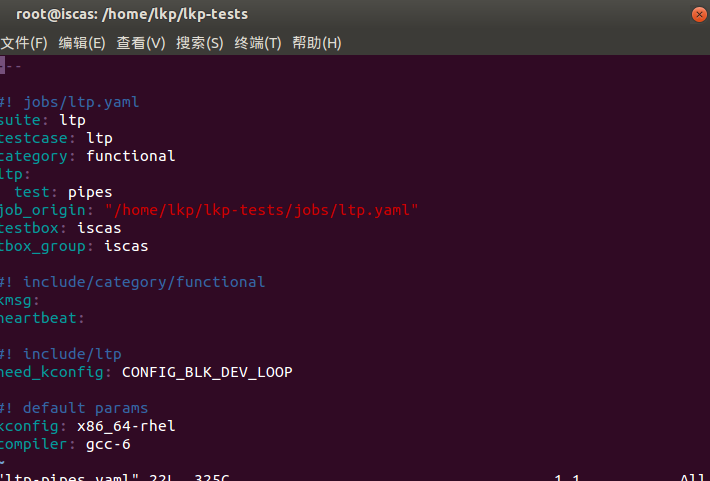 root@iscas: /home/lkp/lkp-tests
文件(F) 编辑(E) 查看(V) 搜索(S) 终端(T) 帮助(H)
---
#! jobs/ltp.yaml
suite: ltp
testcase: ltp
category: functional
ltp:
  test: pipes
job_origin: "/home/lkp/lkp-tests/jobs/ltp.yaml"
testbox: iscas
tbox_group: iscas
#! include/category/functional
kmsg:
heartbeat:
#! include/ltp
need_kconfig: CONFIG_BLK_DEV_LOOP
#! default params
kconfig: x86_64-rhel
compiler: gcc-6
~
"ltp-pipes.yaml" 22L, 325C 1,1 All